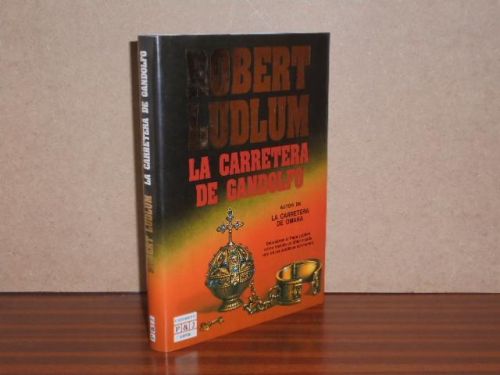 ROBERT
LUDLUM
LA CARRETERA
DE GANDOLFO
AUTOR DE
LA CARRETERA
DE OMAHA
ROBERT LUDLUM LA CARRETERA DE GANDOLFO
P&J